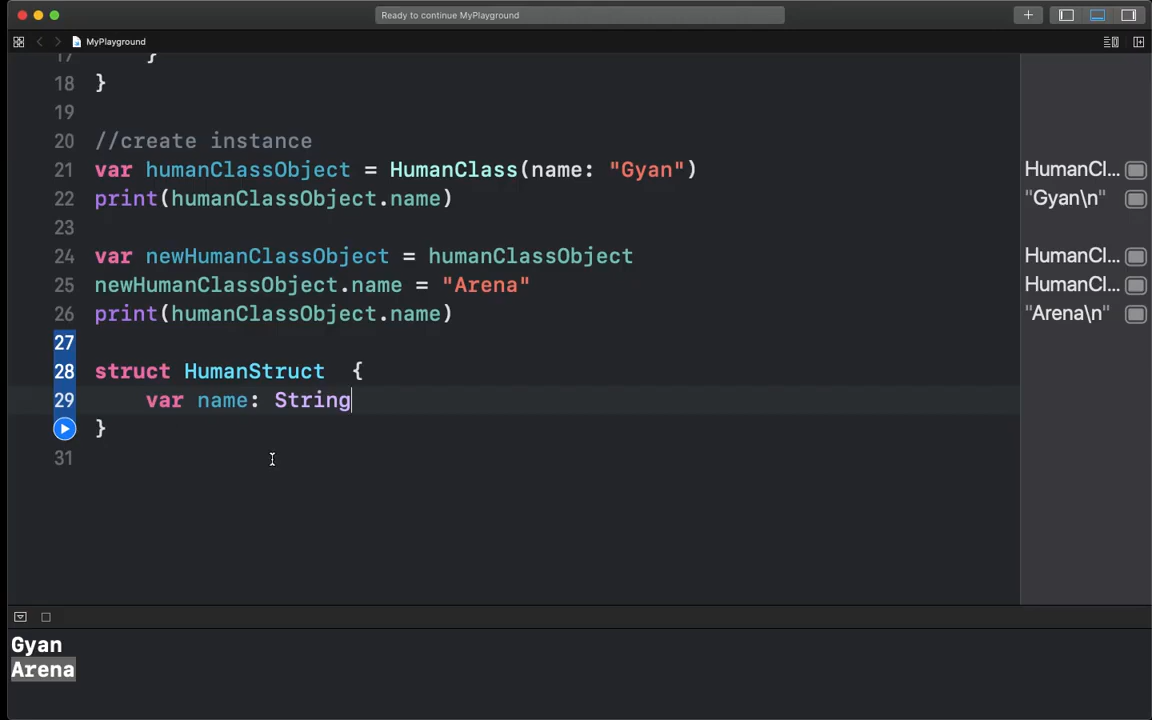 Ready to continue MyPlayground
MyPlayground
17 }
18 }
19
20 //create instance
21 var humanClassObject = HumanClass(name: "Gyan") HumanCl...
22 print(humanClassObject.name) "Gyan\n"
23
24 var newHumanClassObject = humanClassObject HumanCl...
25 newHumanClassObject.name = "Arena" HumanCl...
26 print(humanClassObject.name) "Arena\n"
27
28 struct HumanStruct  {
29 var name: String
}
31
Gyan
Arena